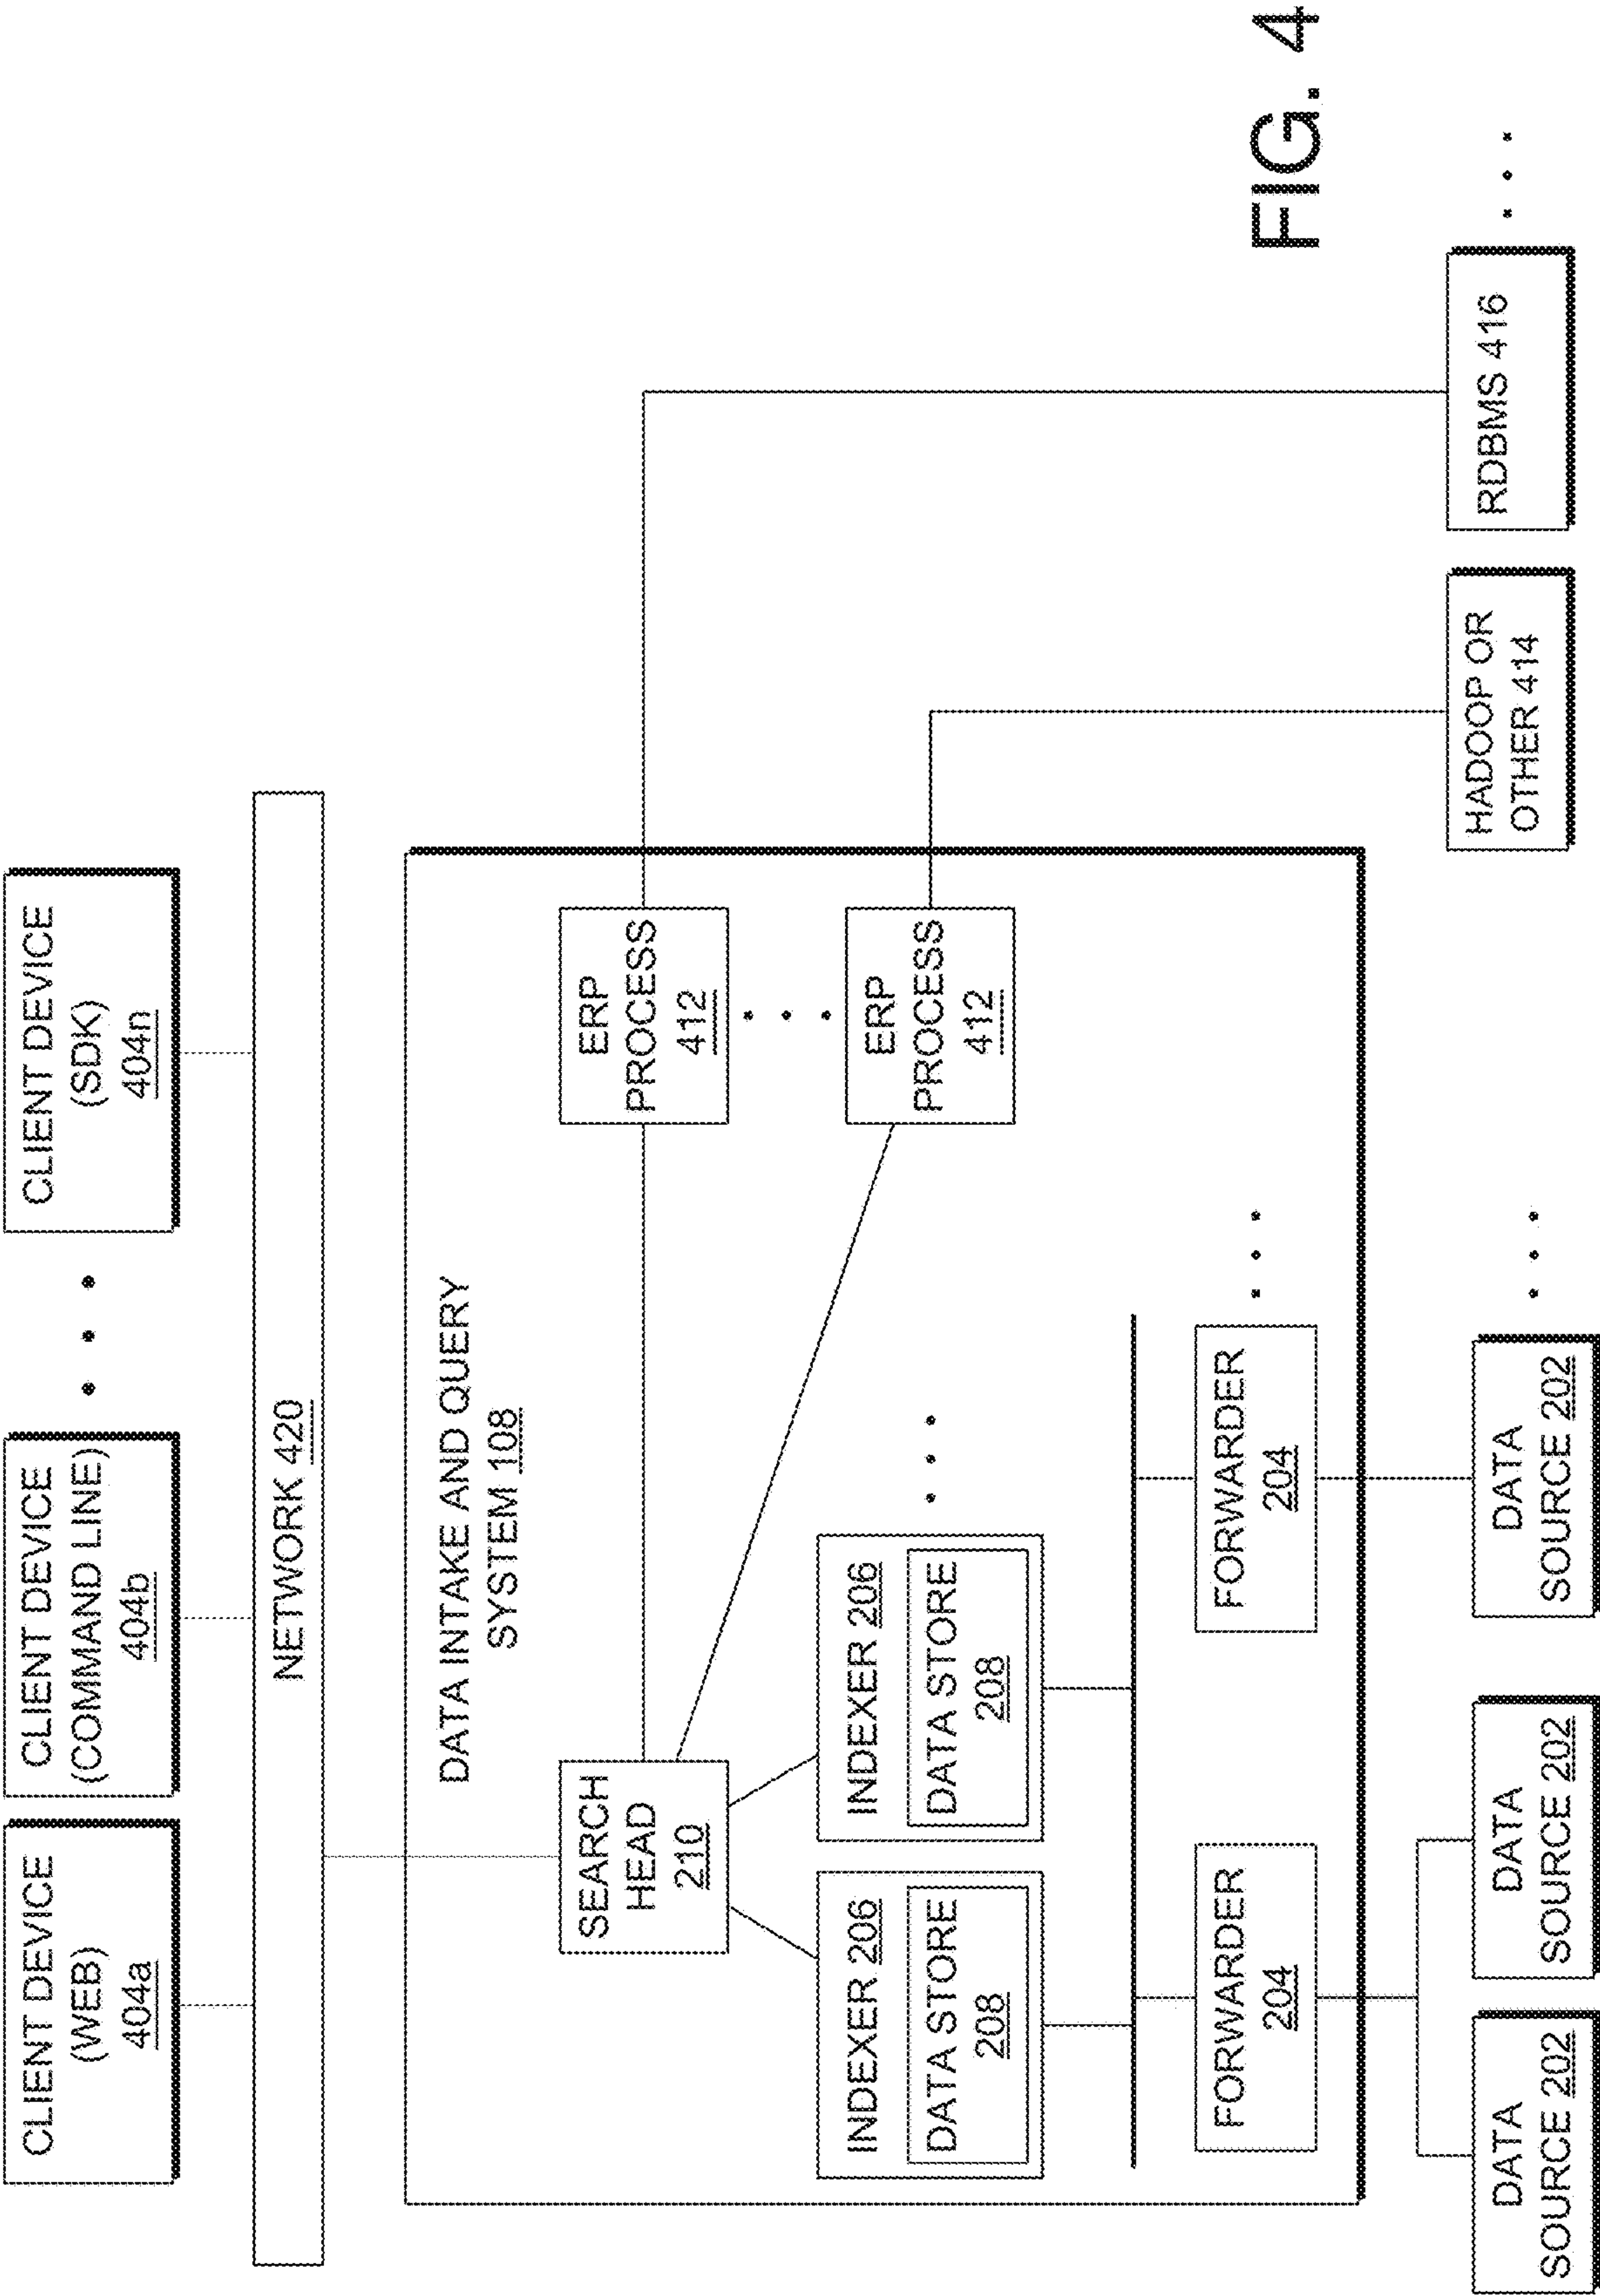 CLIENT DEVICE
(WEB)
404a
CLIENT DEVICE
(COMMAND LINE)
404b
CLIENT DEVICE
(SDK)
404n
NETWORK 420
DATA INTAKE AND QUERY
SYSTEM 108
SEARCH
HEAD
210
ERP
PROCESS
412
ERP
PROCESS
412
INDEXER 206
DATA STORE
208
INDEXER 206
DATA STORE
208
FORWARDER
204
FORWARDER
204
DATA
SOURCE 202
DATA
SOURCE 202
DATA
SOURCE 202
HADOOP OR
OTHER 414
RDBMS 416
FIG. 4